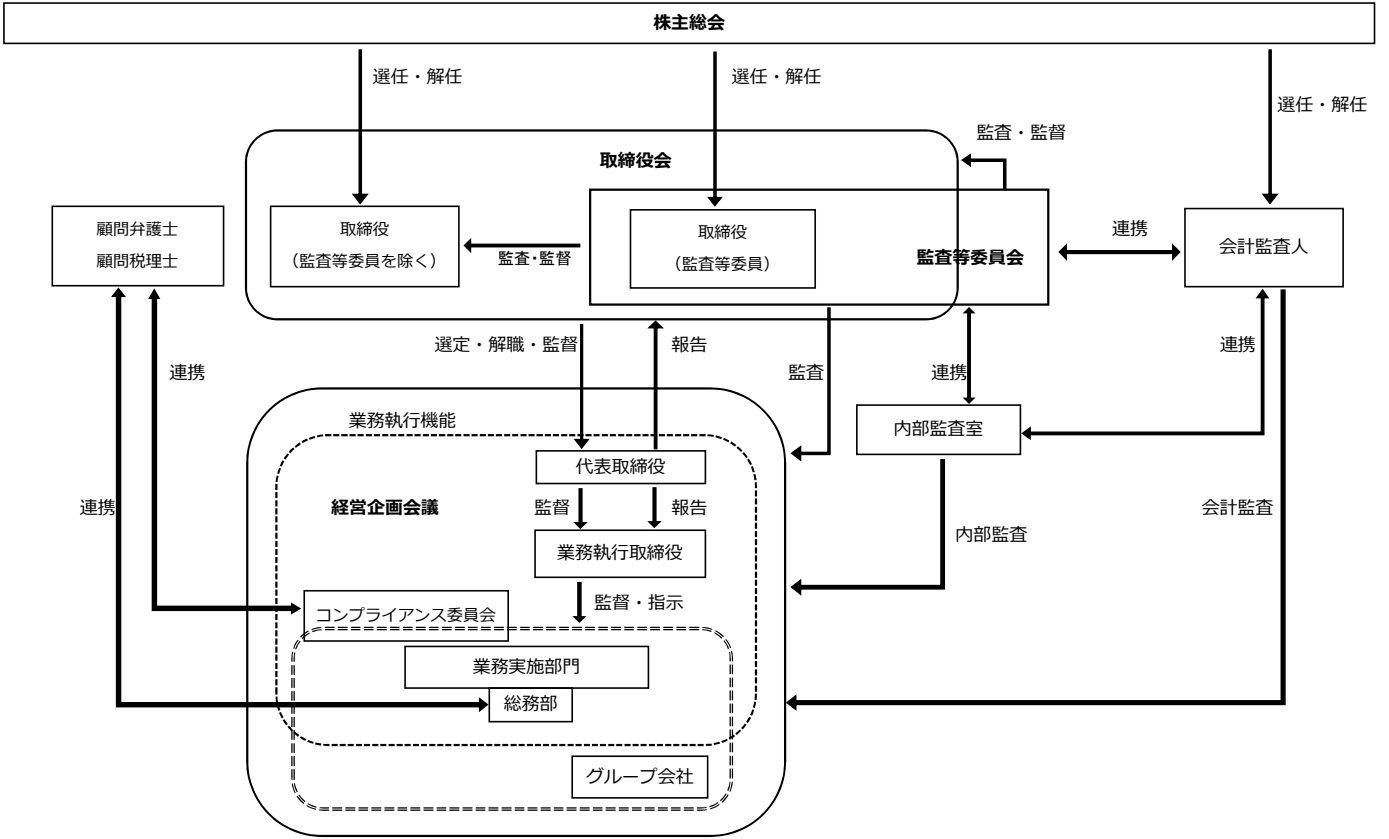 株主総会
選任・解任
選任・解任
選任・解任
監査・監督
取締役会
顧問弁護士
顧問税理士
取締役
（監査等委員を除く）
監査・監督
取締役
（監査等委員）
監査等委員会
連携
会計監査人
選定・解職・監督
報告
監査
連携
連携
連携
業務執行機能
内部監査室
代表取締役
経営企画会議
監督
報告
連携
会計監査
内部監査
業務執行取締役
監督・指示
コンプライアンス委員会
業務実施部門
総務部
グループ会社